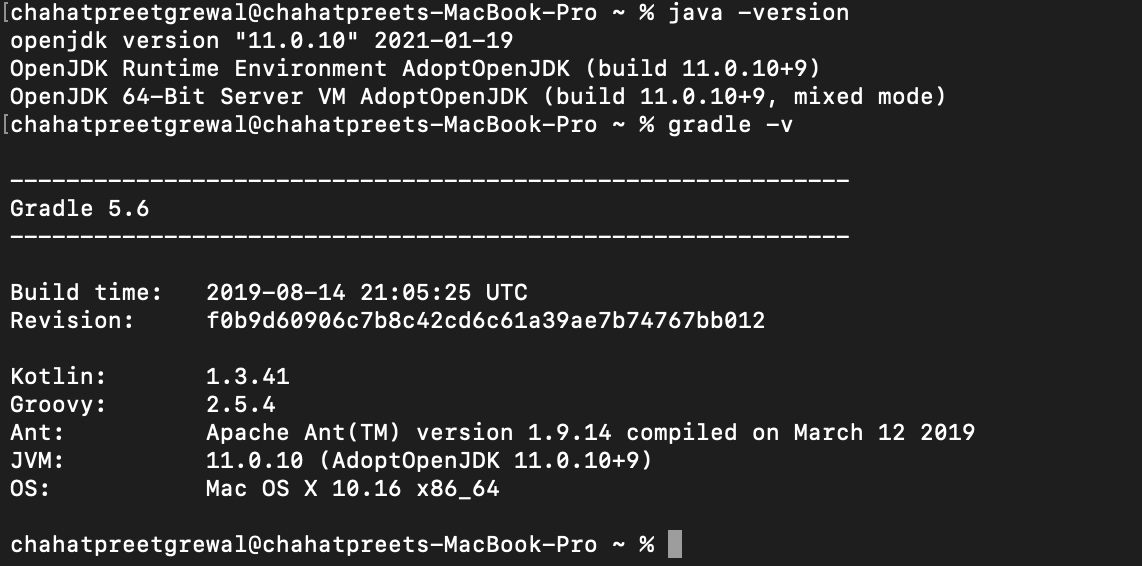 [chahatpreetgrewal@chahatpreets-MacBook-Pro ~ % java -version
openjdk version "11.0.10" 2021-01-19
OpenJDK Runtime Environment AdoptOpenJDK (build 11.0.10+9)
OpenJDK 64-Bit Server VM AdoptOpenJDK (build 11.0.10+9, mixed mode)
[chahatpreetgrewal@chahatpreets-MacBook-Pro ~ % gradle -v
------------------------------------------------------------
Gradle 5.6
------------------------------------------------------------
Build time:   2019-08-14 21:05:25 UTC
Revision:     f0b9d60906c7b8c42cd6c61a39ae7b74767bb012
Kotlin:       1.3.41
Groovy:       2.5.4
Ant:          Apache Ant(TM) version 1.9.14 compiled on March 12 2019
JVM:          11.0.10 (AdoptOpenJDK 11.0.10+9)
OS:           Mac OS X 10.16 x86_64
chahatpreetgrewal@chahatpreets-MacBook-Pro ~ %